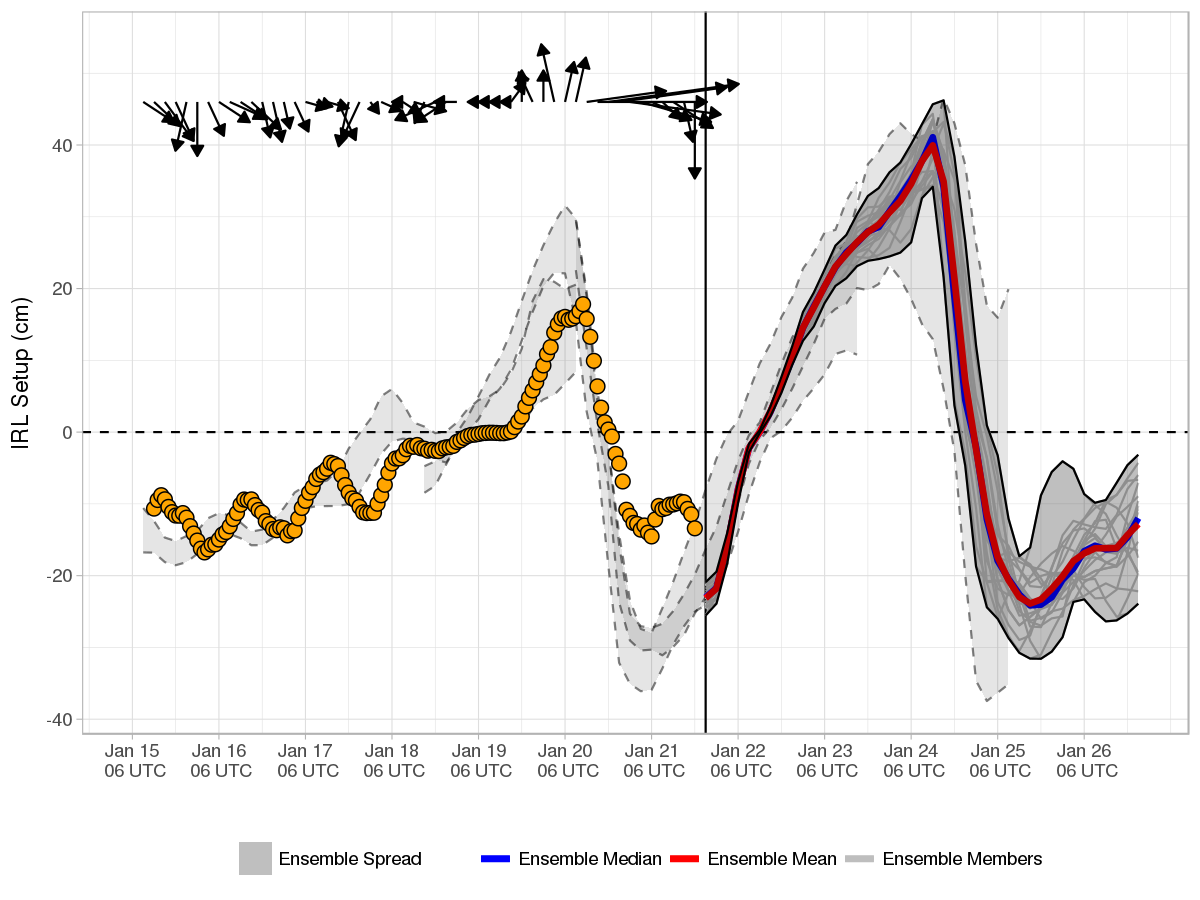 IRL Setup (cm)
40
20
0
-20
-40
Jan 15 Jan 16 Jan 17 Jan 18 Jan 19 Jan 20 Jan 21 Jan 22 Jan 23 Jan 24 Jan 25 Jan 26
06 UTC 06 UTC 06 UTC 06 UTC 06 UTC 06 UTC 06 UTC 06 UTC 06 UTC 06 UTC 06 UTC 06 UTC
Ensemble Spread Ensemble Median Ensemble Mean Ensemble Members